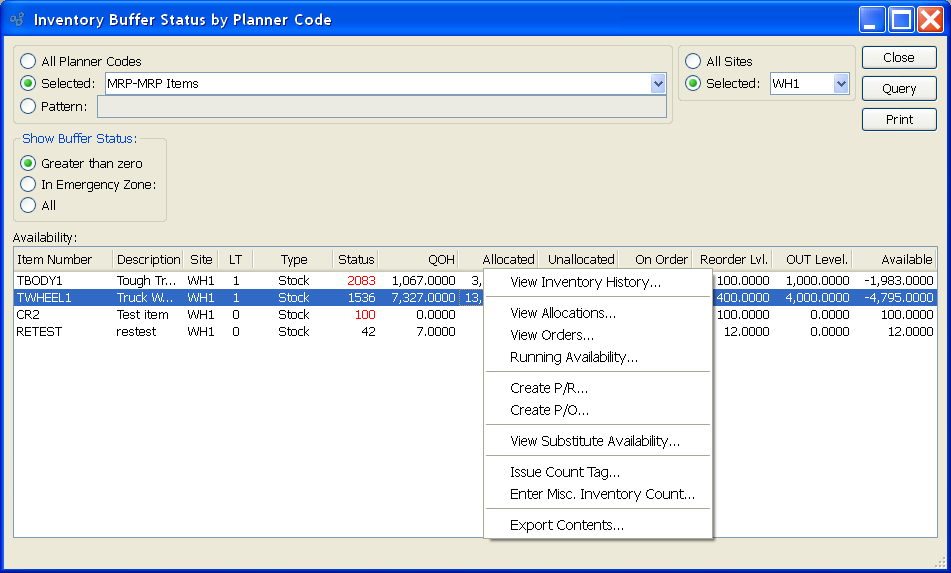 Inventory Buffer Status by Planner Code
All Planner Codes
Selected: MRP-MRP Items
Pattern:
All Sites
Selected: WH1
Close
Query
Print
Show Buffer Status:
Greater than zero
In Emergency Zone:
All
Availability:
Item Number Description Site LT Type Status QOH Allocated Unallocated On Order Reorder Lvl. OUT Level. Available
TBODY1 Tough Tr... WH1 1 Stock 2083 1,067.0000 3, 100.0000 1,000.0000 -1,983.0000
TWHEEL1 Truck W... WH1 1 Stock 1536 7,327.0000 13, 400.0000 4,000.0000 -4,795.0000
CR2 Test item WH1 0 Stock 100 0.0000 100.0000 0.0000 100.0000
RETEST restest WH1 0 Stock 42 7.0000 12.0000 0.0000 12.0000
View Inventory History...
View Allocations...
View Orders...
Running Availability...
Create P/R...
Create P/O...
View Substitute Availability...
Issue Count Tag...
Enter Misc. Inventory Count...
Export Contents...